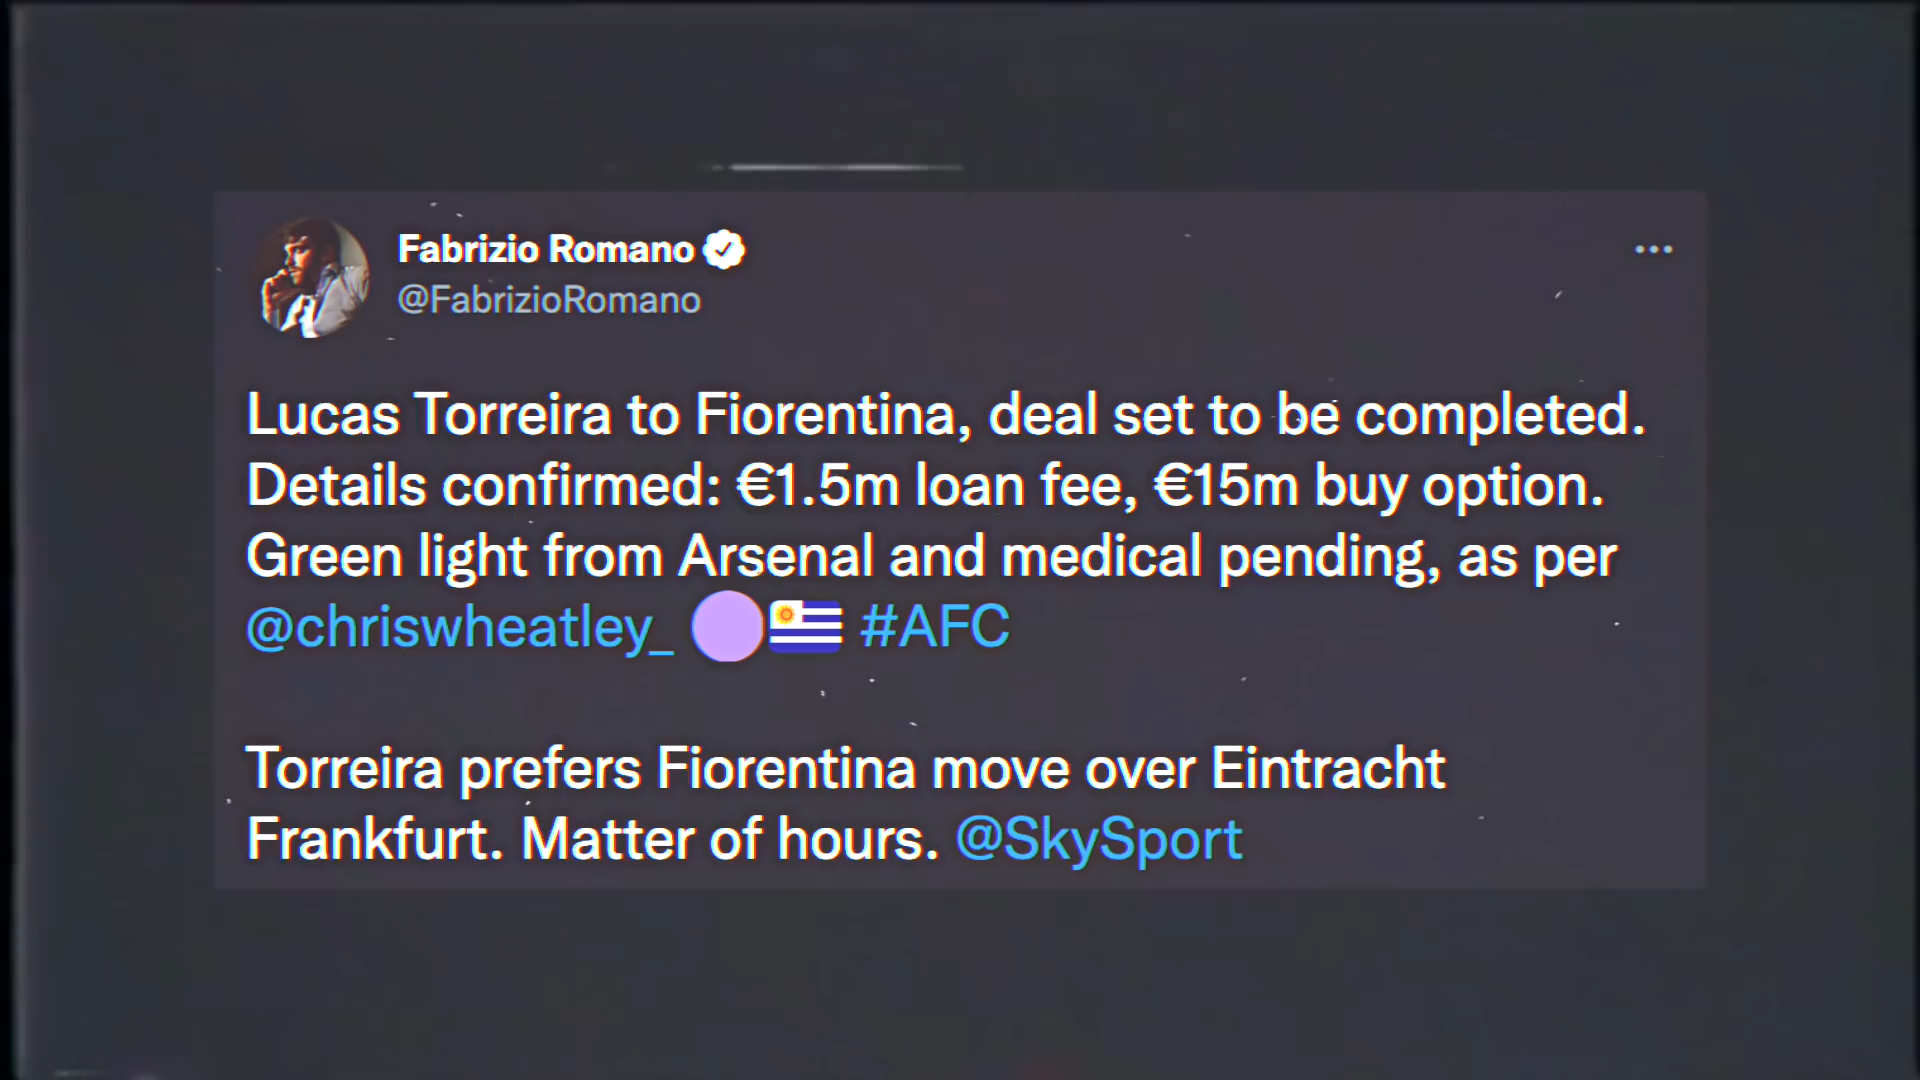 Fabrizio Romano
@FabrizioRomano
Lucas Torreira to Fiorentina, deal set to be completed.
Details confirmed: €1.5m loan fee, €15m buy option.
Green light from Arsenal and medical pending, as per
@chriswheatley_ 🟣🇺🇾 #AFC
Torreira prefers Fiorentina move over Eintracht
Frankfurt. Matter of hours. @SkySport